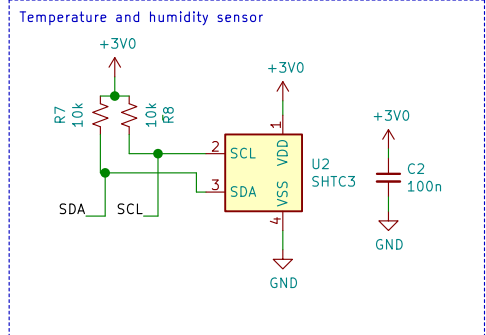 Temperature and humidity sensor
+3V0
+3V0
+3V0
R7
10k
10k
R8
1
2
SCL
VDD
U2
SHTC3
3
SDA
VSS
4
C2
100n
SDA
SCL
GND
GND